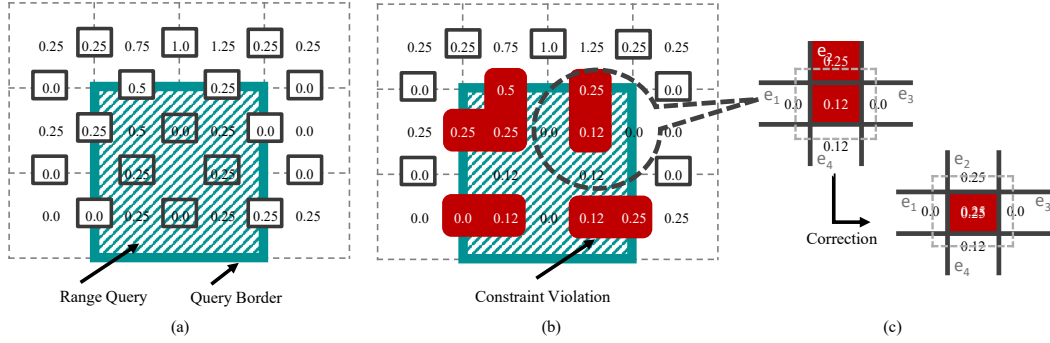 0.25 0.25 0.75 1.0 1.25 0.25 0.25
0.0 0.5 0.25 0.0
0.25 0.25 0.5 0.0 0.25 0.0 0.0
0.0 0.25 0.25 0.0
0.0 0.0 0.25 0.0 0.25 0.25 0.25
Range Query
Query Border
(a)
0.25 0.25 0.75 1.0 1.25 0.25 0.25
0.0 0.5 0.25 0.0
0.25 0.25 0.25 0.0 0.12 0.0 0.0
0.0 0.12 0.12 0.0
0.0 0.0 0.12 0.0 0.12 0.25 0.25
Constraint Violation
(b)
e2
0.25
e1 e3
0.0 0.12 0.0
0.12
e4
Correction
e2
0.25
e1 e3
0.0 0.25 0.0
0.12
e4
(c)